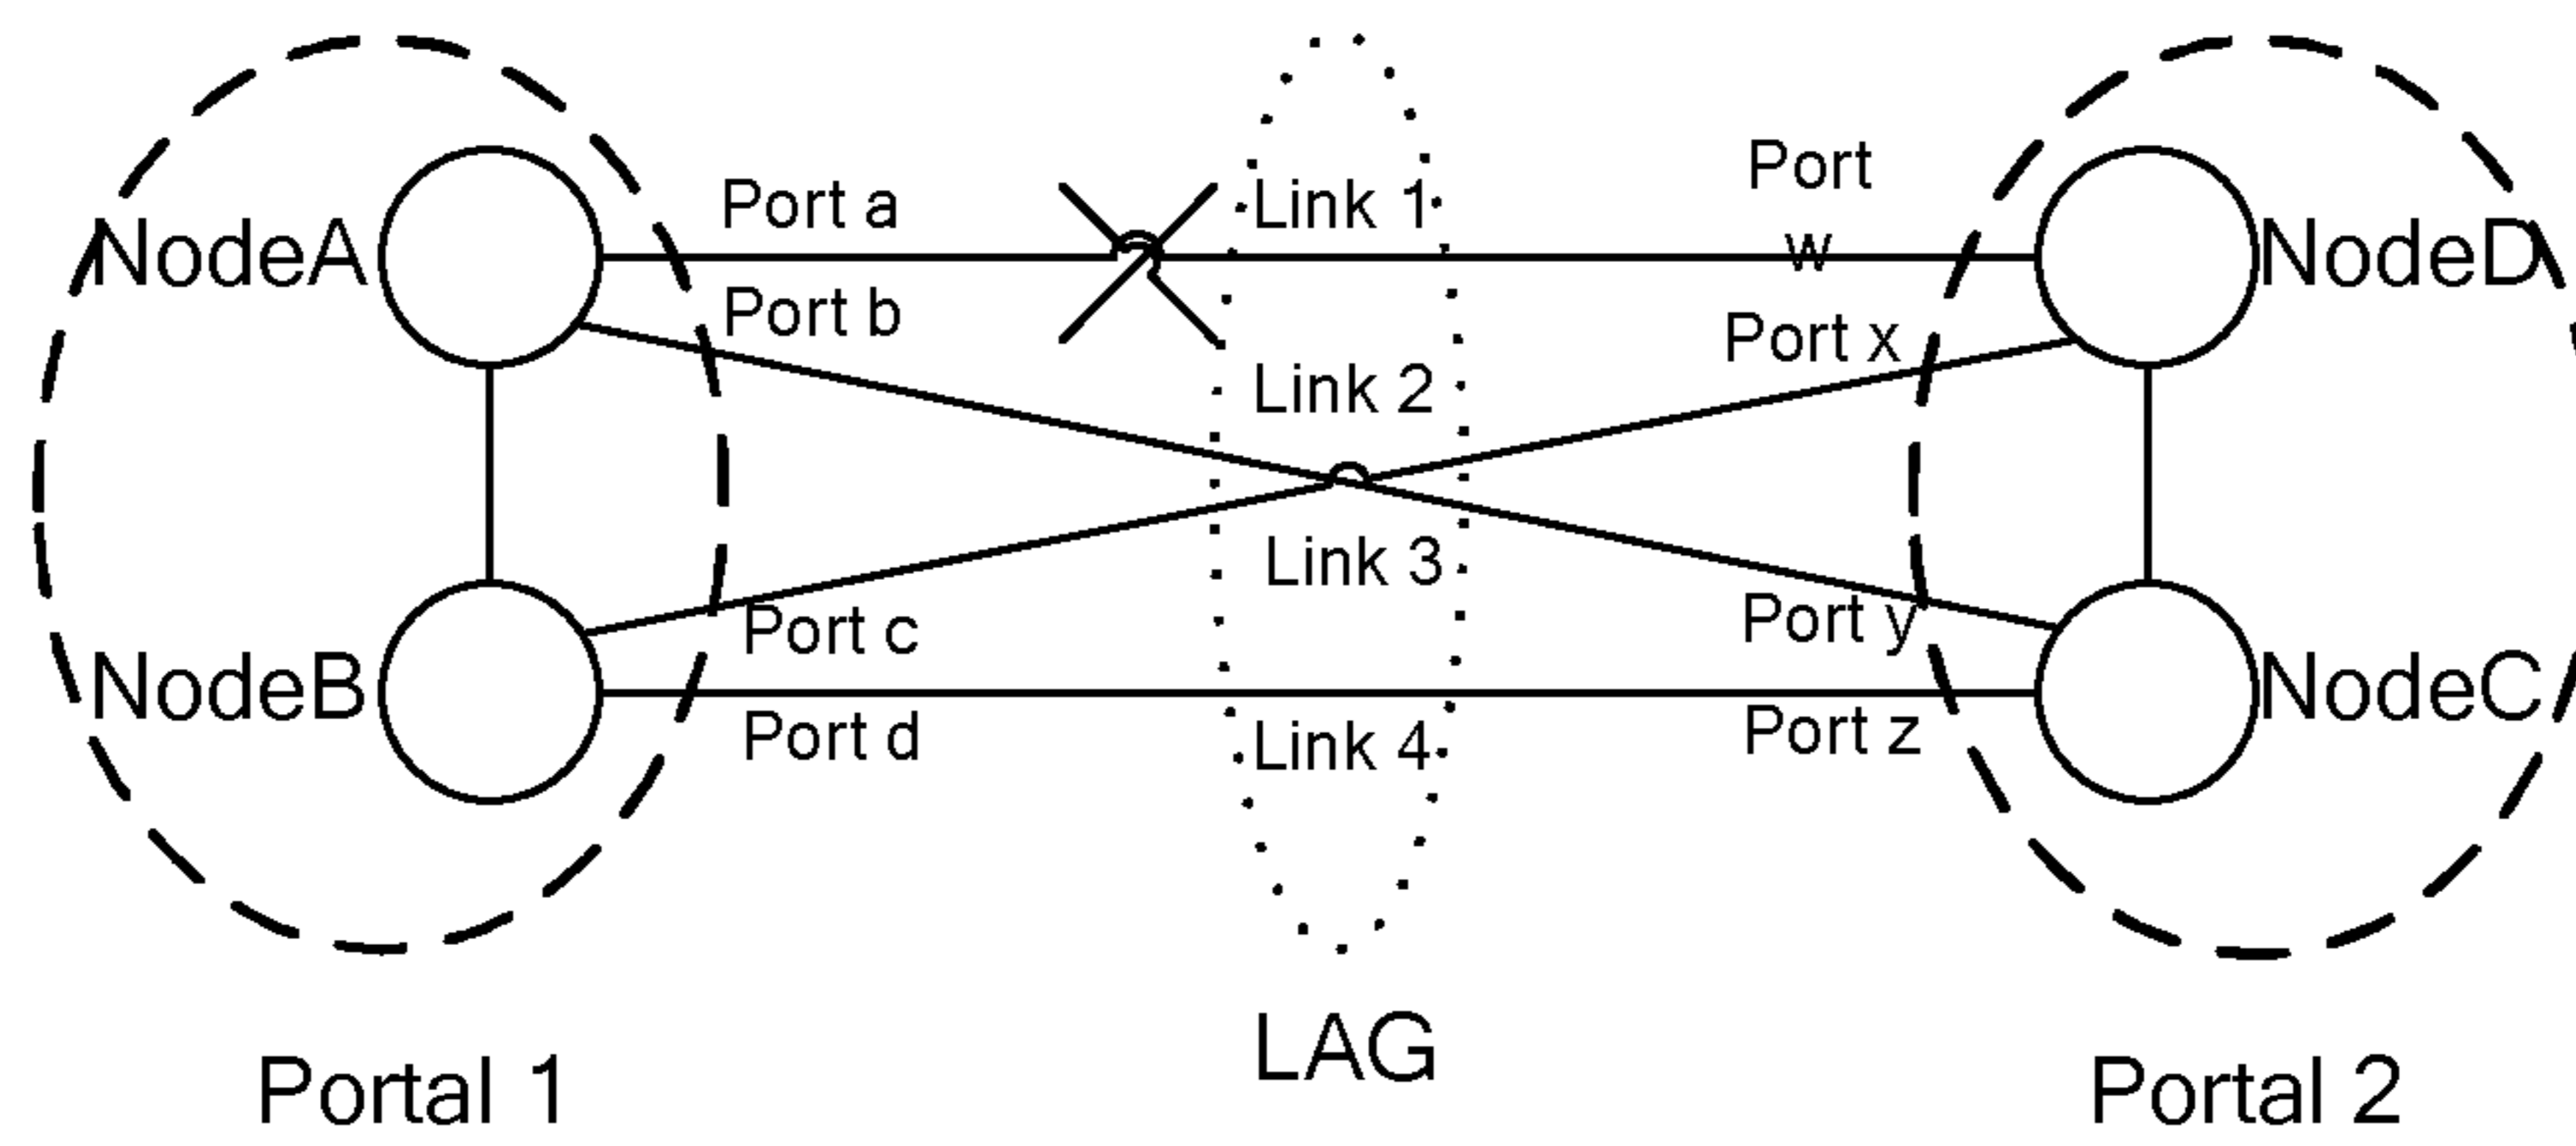 Port a
Link 1
Port
w
NodeA
NodeD
Port b
Port x
Link 2
Link 3
Port c
Port y
NodeB
NodeC
Port d
Link 4
Port z
LAG
Portal 1
Portal 2